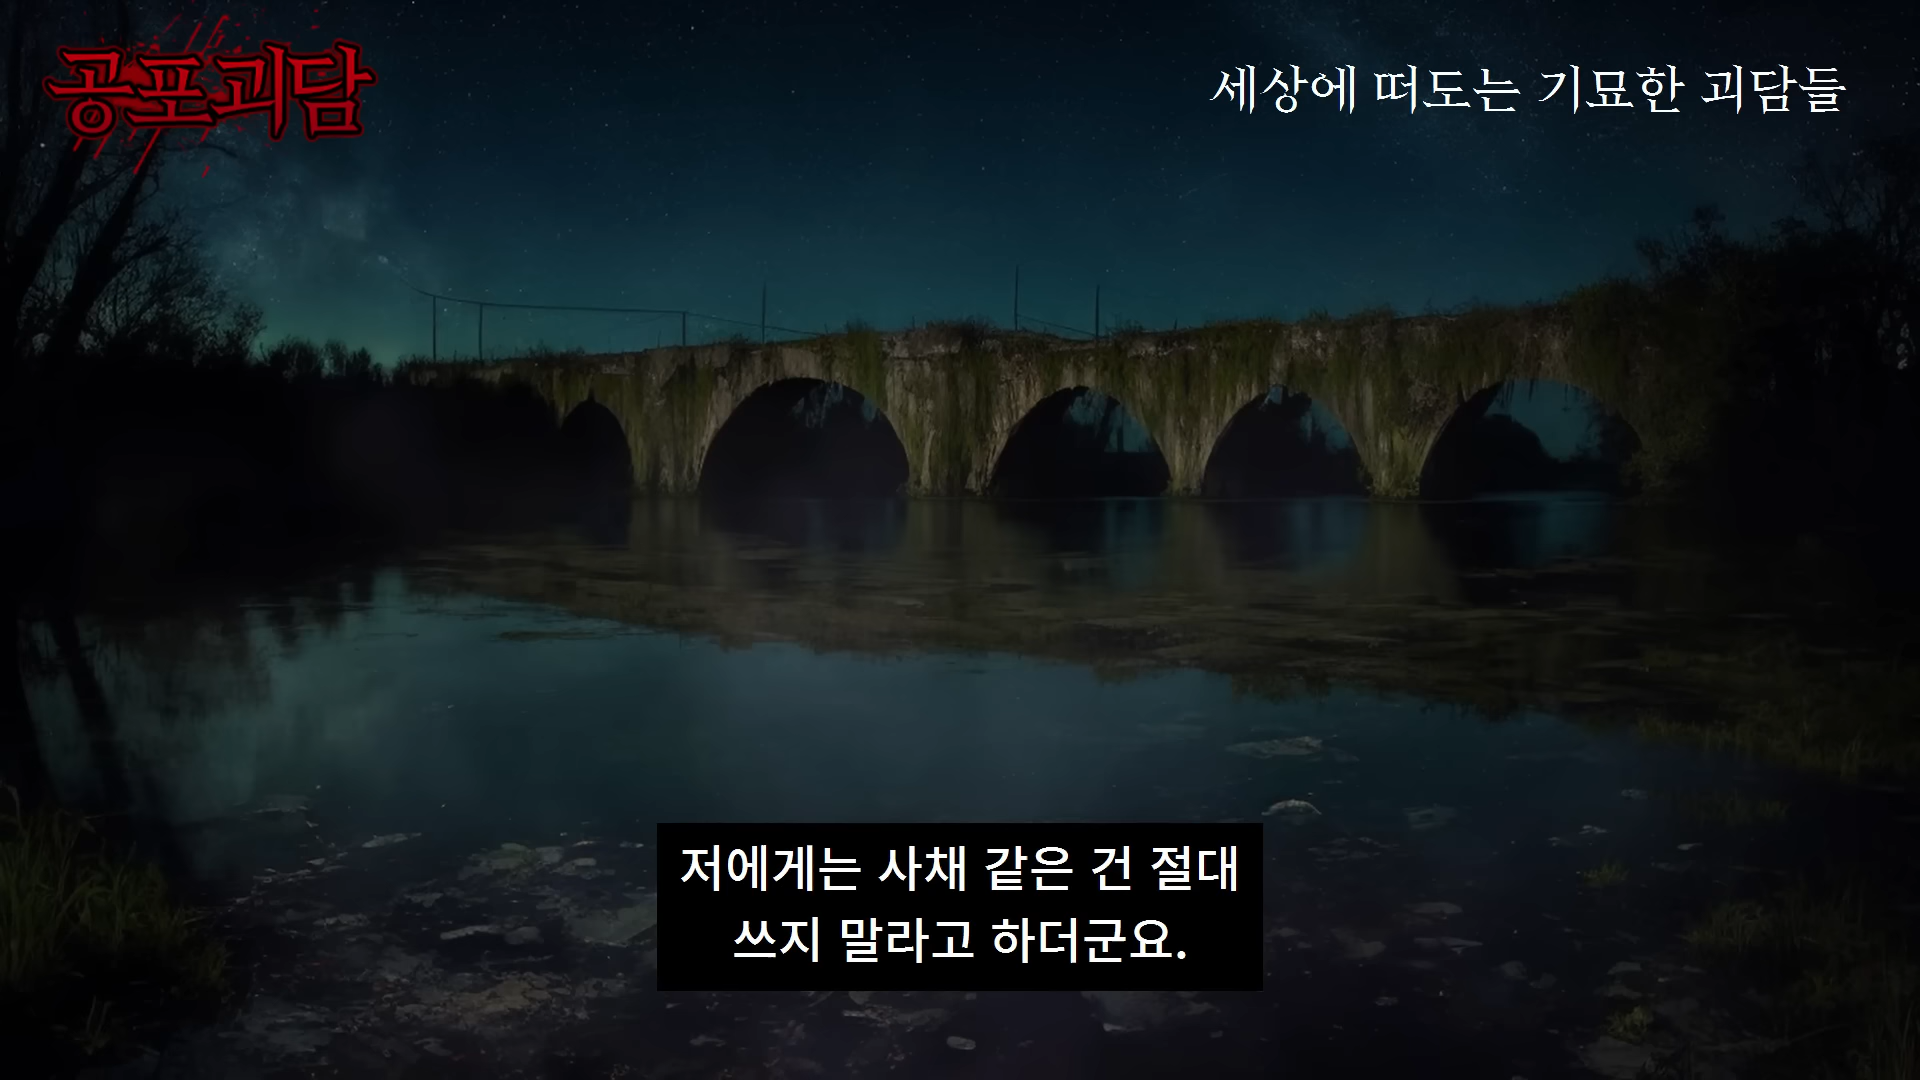 공포괴담
세상에 떠도는 기묘한 괴담들
저에게는 사채 같은 건 절대
쓰지 말라고 하더군요.